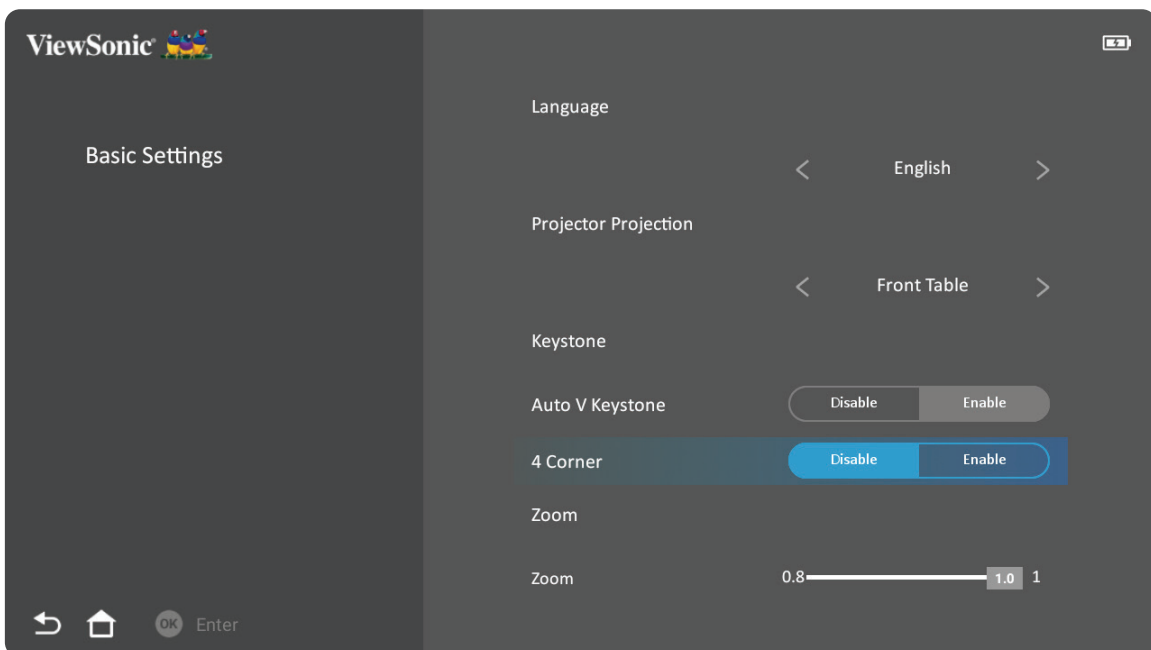 ViewSonic®
Basic Settings
Language
English
Projector Projection
Front Table
Keystone
Auto V Keystone Disable Enable
4 Corner Disable Enable
Zoom
Zoom 0.8 1.0 1
OK Enter